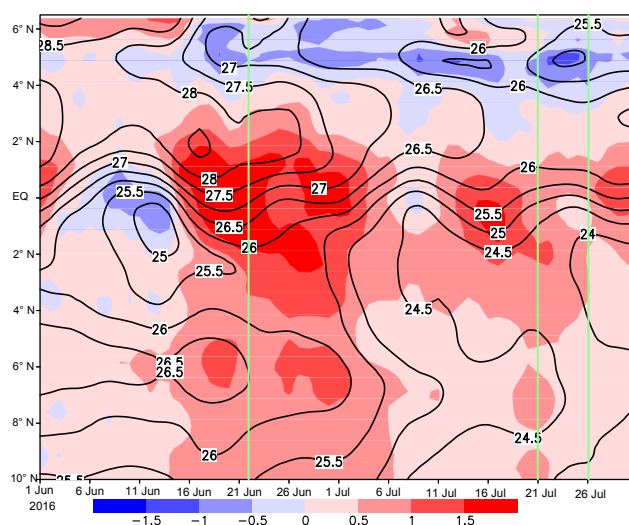 6° N
25.5
28.5
26
27
4° N
28
27.5
26.5
26
2° N
26.5
27
26
28
EQ
25.5
27.5
27
25.5
26.5
25
24
2° N
25
26
24.5
25.5
4° N
24.5
26
6° N
26.5
26.5
8° N
24.5
26
25.5
10° N
25.5
1 Jun
6 Jun
11 Jun
16 Jun
21 Jun
26 Jun
1 Jul
6 Jul
11 Jul
16 Jul
21 Jul
26 Jul
2016
−1.5
−1
−0.5
0
0.5
1
1.5